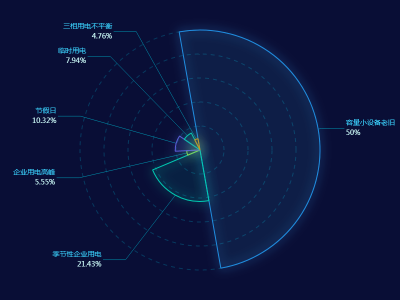 三相用电不平衡
4.76%
临时用电
7.94%
节假日
10.32%
容量小设备老旧
50%
企业用电高峰
5.55%
季节性企业用电
21.43%